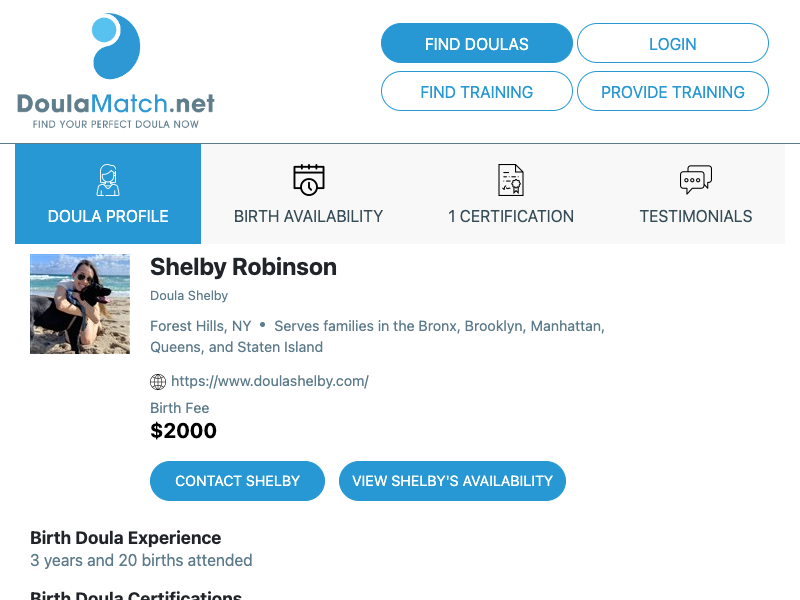 DoulaMatch.net
FIND YOUR PERFECT DOULA NOW
FIND DOULAS
LOGIN
FIND TRAINING
PROVIDE TRAINING
DOULA PROFILE
BIRTH AVAILABILITY
1 CERTIFICATION
TESTIMONIALS
Shelby Robinson
Doula Shelby
Forest Hills, NY • Serves families in the Bronx, Brooklyn, Manhattan,
Queens, and Staten Island
https://www.doulashelby.com/
Birth Fee
$2000
CONTACT SHELBY
VIEW SHELBY'S AVAILABILITY
Birth Doula Experience
3 years and 20 births attended
Birth Doula Certifications